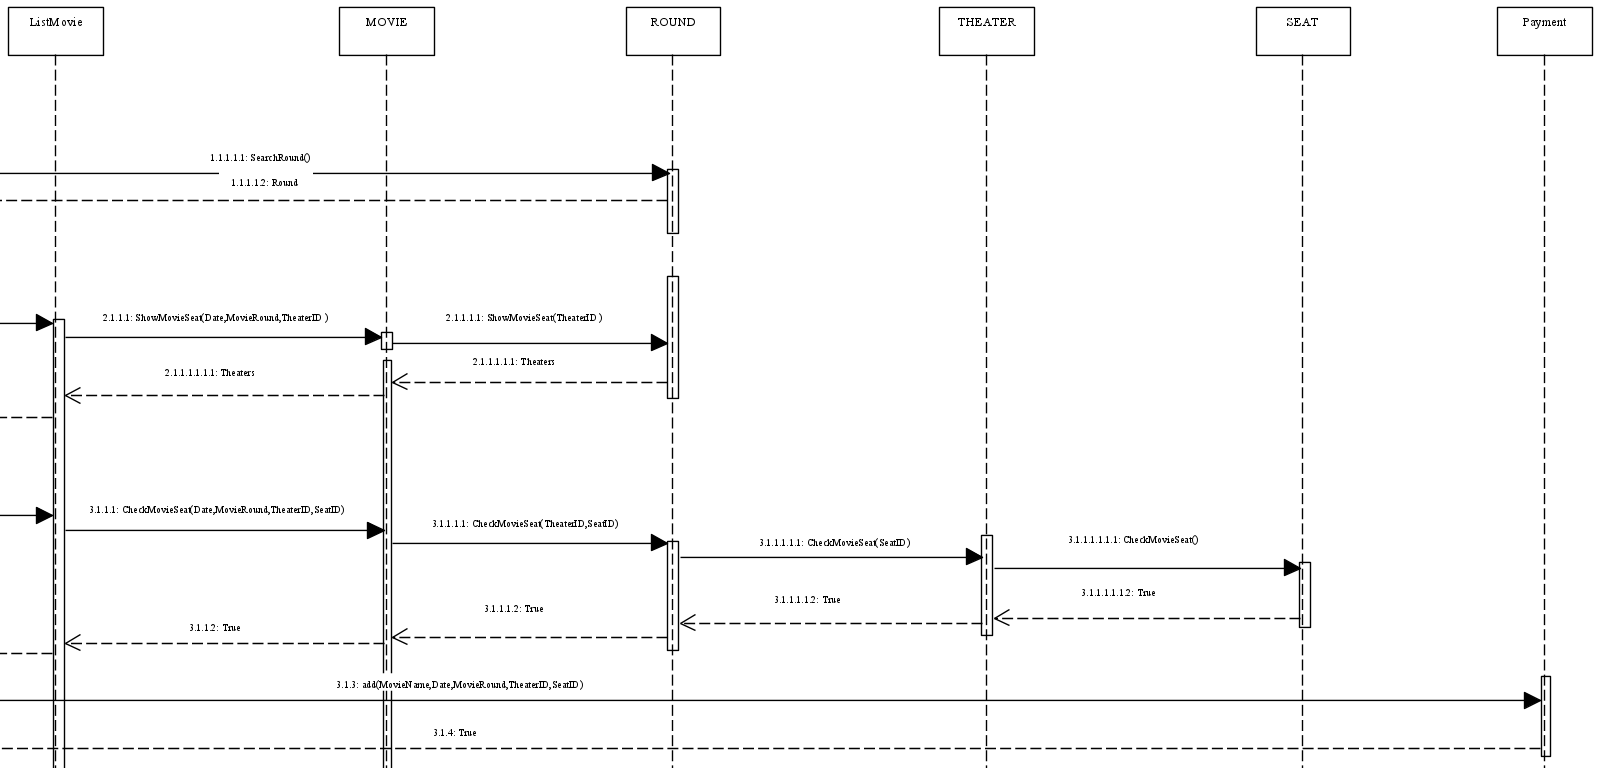 ListMovie
MOVIE
ROUND
THEATER
SEAT
Payment
1.1.1.1.1: SearchRound()
1.1.1.1.2: Round
2.1.1.1: ShowMovieSeat(Date,MovieRound,TheaterID )
2.1.1.1.1: ShowMovieSeat(TheaterID )
2.1.1.1.1.1: Theaters
2.1.1.1.1.1.1: Theaters
3.1.1.1: CheckMovieSeat(Date,MovieRound,TheaterID,SeatID)
3.1.1.1.1: CheckMovieSeat(TheaterID,SeatID)
3.1.1.1.1.1: CheckMovieSeat(SeatID)
3.1.1.1.1.1.1: CheckMovieSeat()
3.1.1.1.1.1.2: True
3.1.1.1.1.2: True
3.1.1.1.2: True
3.1.1.2: True
3.1.3: add(MovieName,Date,MovieRound,TheaterID,SeatID)
3.1.4: True